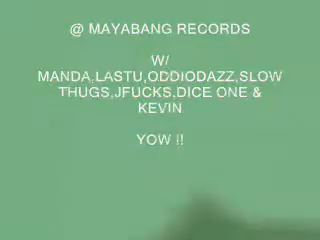 @ MAYABANG RECORDS
W/
MANDA,LASTU,ODDIODAZZ,SLOW
THUGS,JFUCKS,DICE ONE &
KEVIN
YOW !!